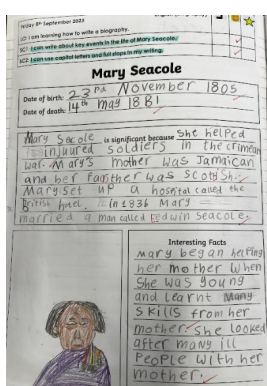 Friday 8th September 2023
LO: I am learning how to write a biography.
SC1: I can write about key events in the life of Mary Seacole.
SC2: I can use capital letters and full stops in my writing.
Mary Seacole
Date of birth: 23rd November 1805
Date of death: 14th may 1881
Mary Sacole is significant because she helped
injured soldiers in the crimean
war. Mary's mother was Jamaican
and her farther was scotish.
Mary set up a hospital called the
British hotel. in 1836 Mary
married a man called Edwin seacole.
Interesting Facts
Mary began helping
her mother when
she was young
and learnt many
skills from her
mother. she looked
after many ill
people with her
mother.